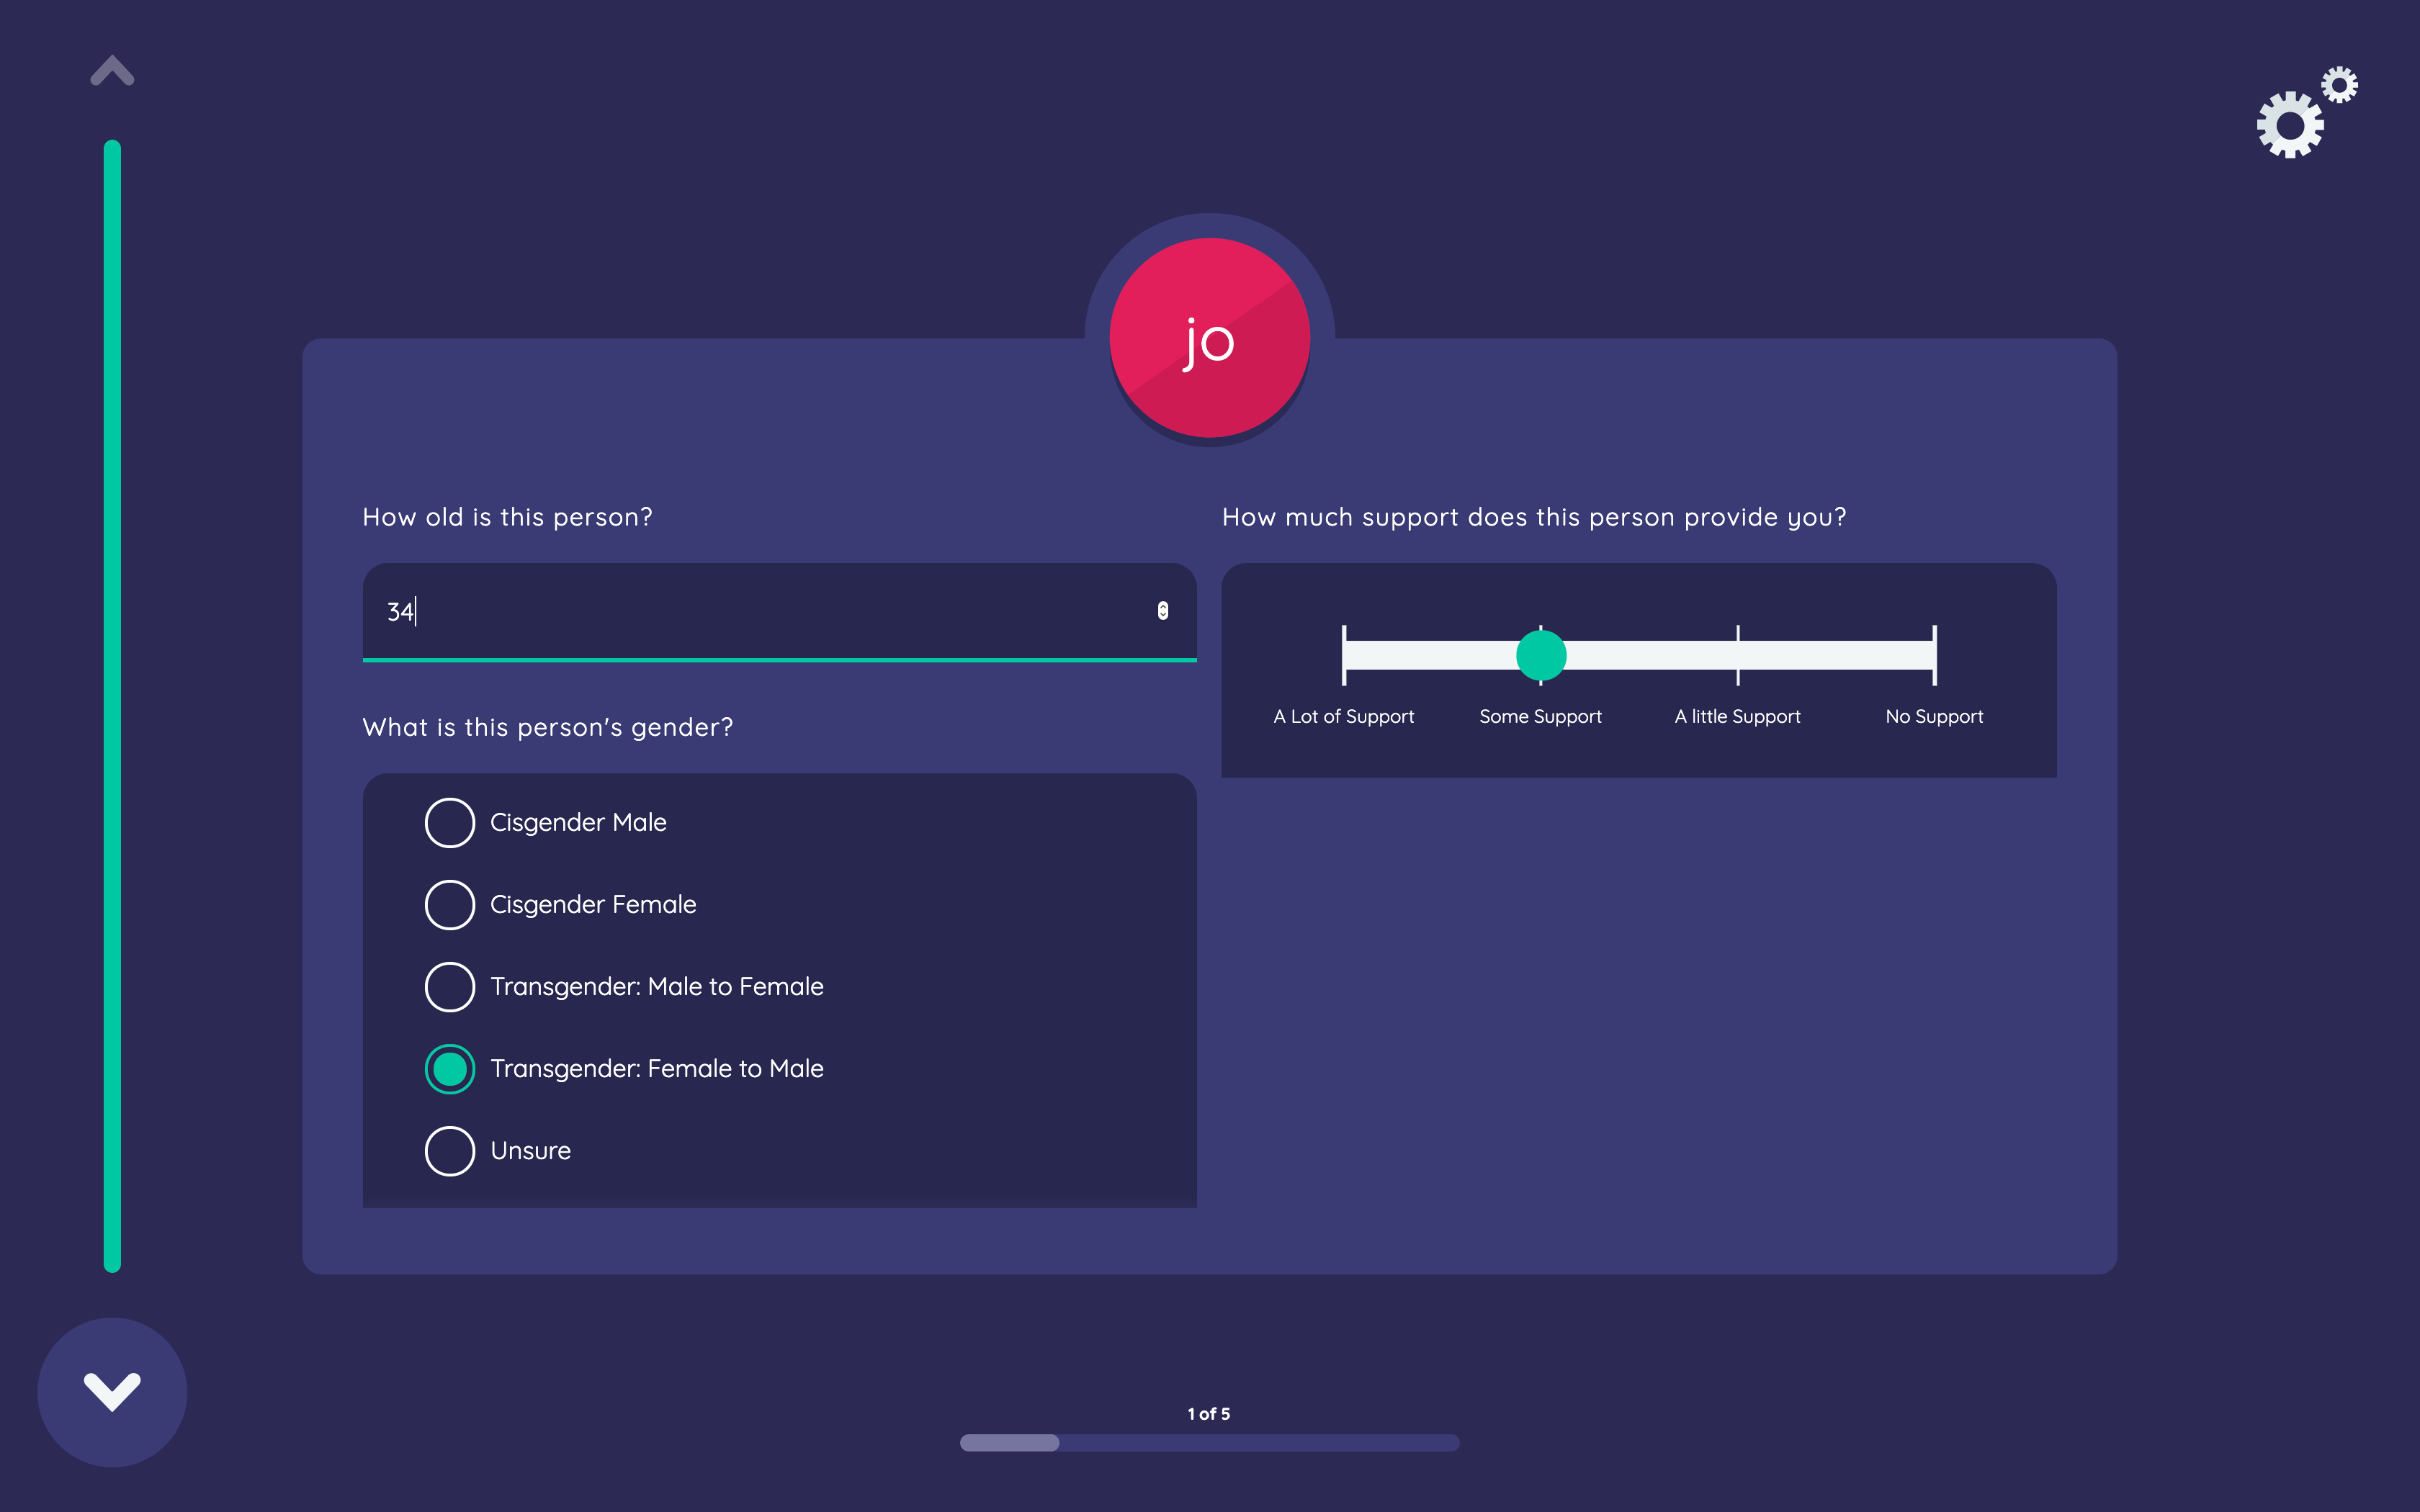 jo
How old is this person?
34
What is this person's gender?
Cisgender Male
Cisgender Female
Transgender: Male to Female
Transgender: Female to Male
Unsure
How much support does this person provide you?
A Lot of Support
Some Support
A little Support
No Support
1 of 5